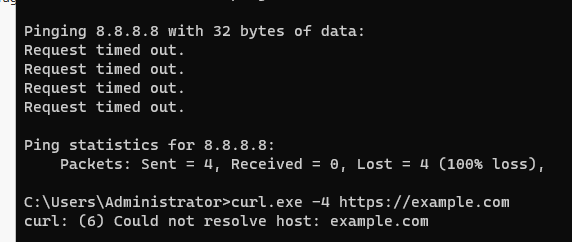 Pinging 8.8.8.8 with 32 bytes of data:
Request timed out.
Request timed out.
Request timed out.
Request timed out.
Ping statistics for 8.8.8.8:
Packets: Sent = 4, Received = 0, Lost = 4 (100% loss),
C:\Users\Administrator>curl.exe -4 https://example.com
curl: (6) Could not resolve host: example.com